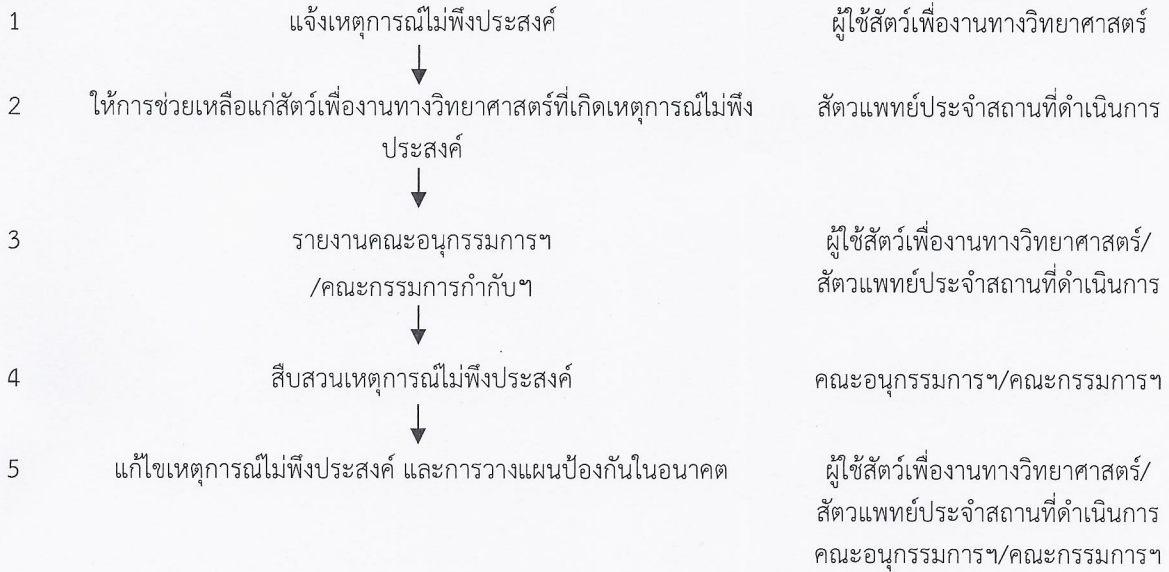 1 แจ้งเหตุการณ์ไม่พึงประสงค์ ผู้ใช้สัตว์เพื่องานทางวิทยาศาสตร์
2 ให้การช่วยเหลือแก่สัตว์เพื่องานทางวิทยาศาสตร์ที่เกิดเหตุการณ์ไม่พึง สัตวแพทย์ประจำสถานที่ดำเนินการ
ประสงค์
3 รายงานคณะอนุกรรมการฯ ผู้ใช้สัตว์เพื่องานทางวิทยาศาสตร์/
/คณะกรรมการกำกับฯ สัตวแพทย์ประจำสถานที่ดำเนินการ
4 สืบสวนเหตุการณ์ไม่พึงประสงค์ คณะอนุกรรมการฯ/คณะกรรมการฯ
5 แก้ไขเหตุการณ์ไม่พึงประสงค์ และการวางแผนป้องกันในอนาคต ผู้ใช้สัตว์เพื่องานทางวิทยาศาสตร์/
สัตวแพทย์ประจำสถานที่ดำเนินการ
คณะอนุกรรมการฯ/คณะกรรมการฯ